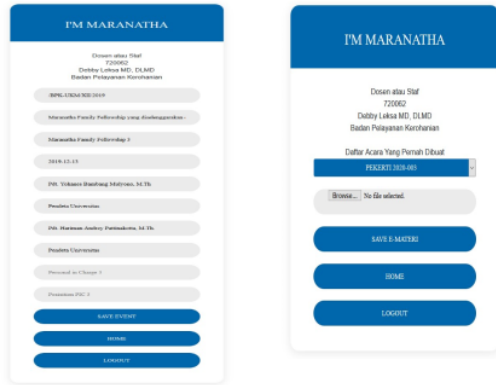 I'M MARANATHA
Dosen atau Staf
720062
Debby Leksa MD, DLMD
Badan Pelayanan Kerohanian
/BPK-UKM/XII/2019
Maranatha Family Fellowship yang diselenggarakan
Maranatha Family Fellowship 3
2019-12-13
Pdt. Yohanes Bambang Mulyono, M.Th
Pendeta Universitas
Pdt. Hariman Andrey Pattinakotta, M.Th.
Pendeta Universitas
Personal in Charge 3
Position PIC 3
SAVE EVENT
HOME
LOGOUT
I'M MARANATHA
Dosen atau Staf
720062
Debby Leksa MD, DLMD
Badan Pelayanan Kerohanian
Daftar Acara Yang Pernah Dibuat
PEKERTI 2020-003
Browse... No file selected.
SAVE E-MATERI
HOME
LOGOUT